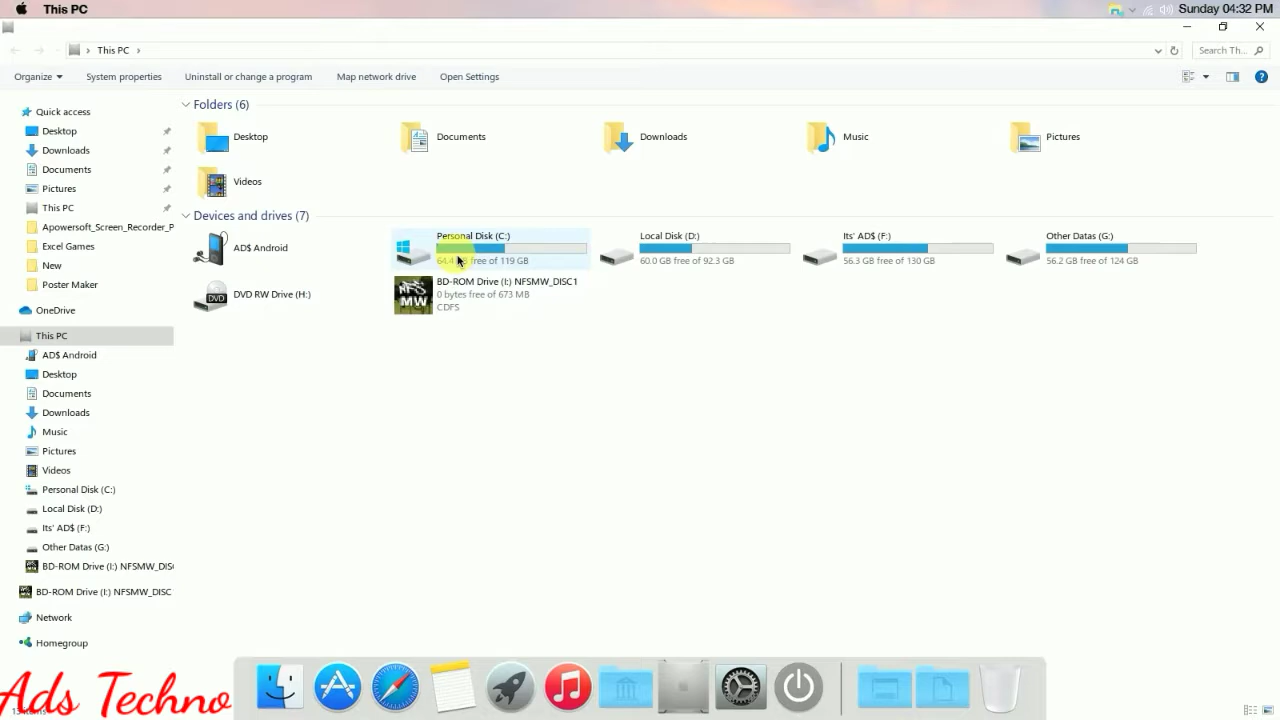 This PC
Sunday 04:32 PM
This PC
Search Th...
Organize
System properties
Uninstall or change a program
Map network drive
Open Settings
Quick access
Desktop
Downloads
Documents
Pictures
This PC
Apowersoft_Screen_Recorder_P
Excel Games
New
Poster Maker
OneDrive
This PC
AD$ Android
Desktop
Documents
Downloads
Music
Pictures
Videos
Personal Disk (C:)
Local Disk (D:)
Its' AD$ (F:)
Other Datas (G:)
BD-ROM Drive (I:) NFSMW_DIS
BD-ROM Drive (I:) NFSMW_DISC
Network
Homegroup
Folders (6)
Desktop
Documents
Downloads
Music
Pictures
Videos
Devices and drives (7)
AD$ Android
Personal Disk (C:)
free of 119 GB
Local Disk (D:)
60.0 GB free of 92.3 GB
Its' AD$ (F:)
56.3 GB free of 130 GB
Other Datas (G:)
56.2 GB free of 124 GB
DVD
DVD RW Drive (H:)
NFS
MW
BD-ROM Drive (I:) NFSMW_DISC1
0 bytes free of 673 MB
CDFS
Ads Techno